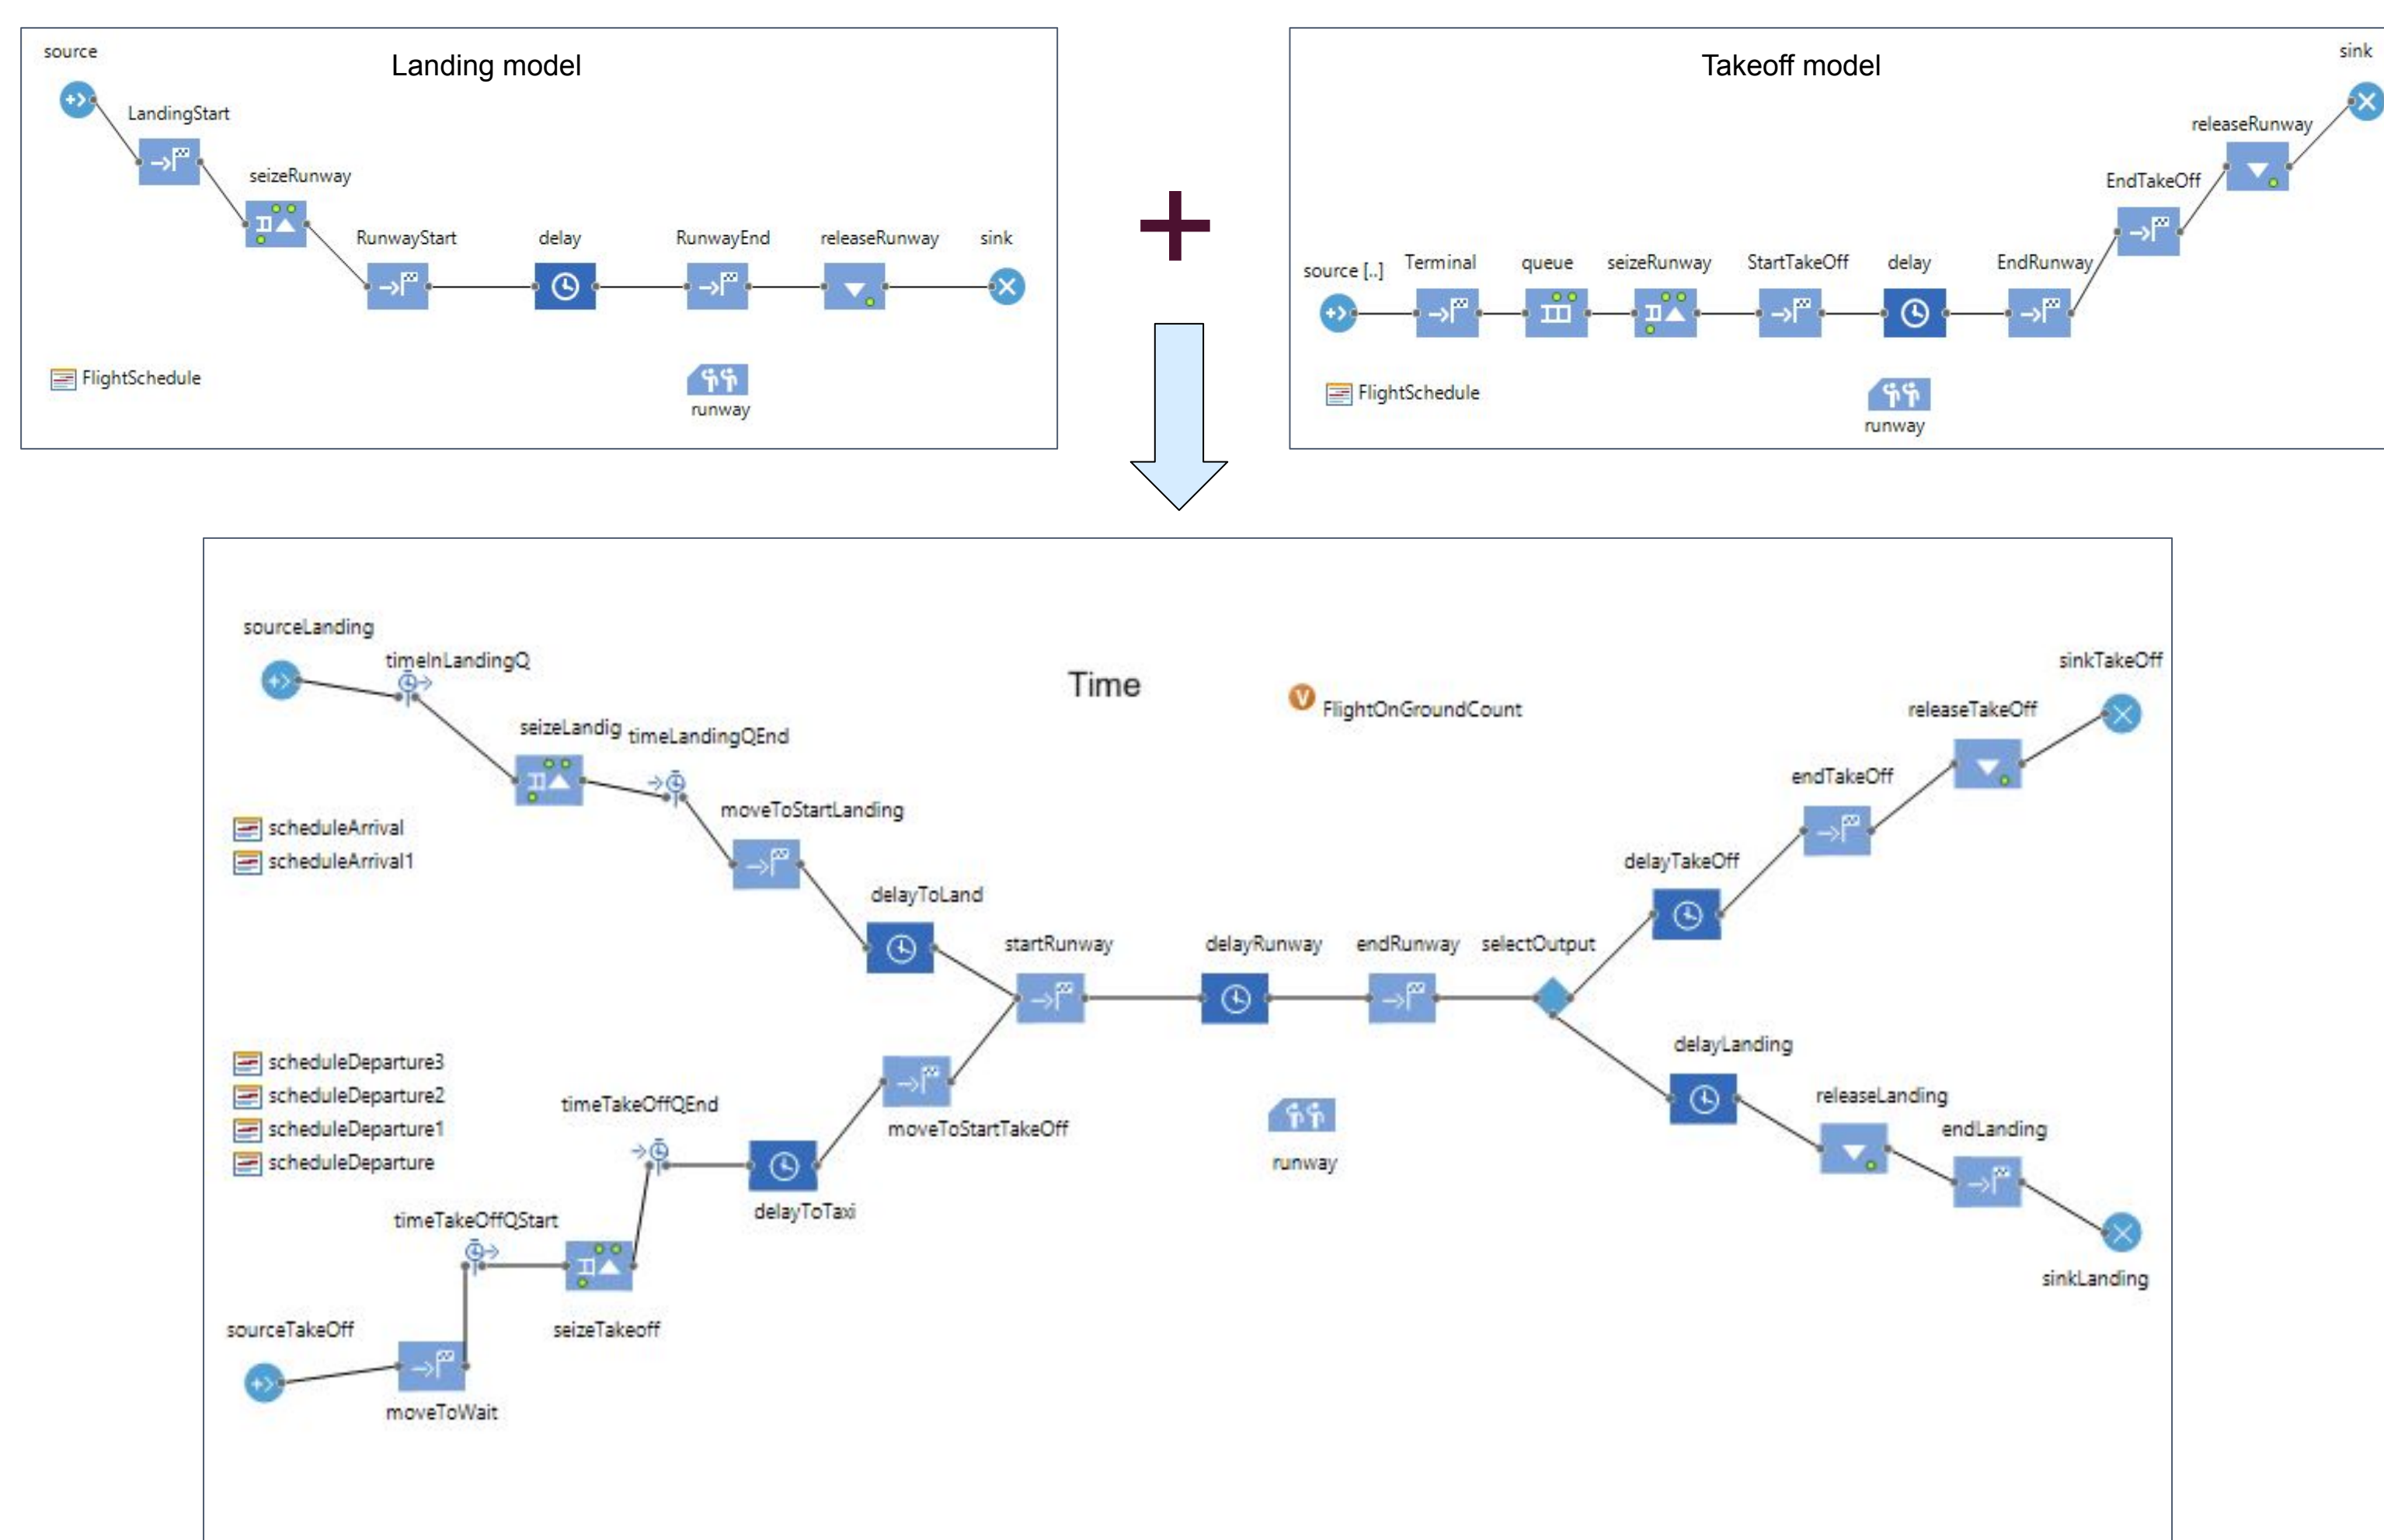 source
Landing model
LandingStart
seizeRunway
RunwayStart
delay
RunwayEnd
releaseRunway
sink
FlightSchedule
runway
Takeoff model
sink
releaseRunway
EndTakeOff
source [..]
Terminal
queue
seizeRunway
StartTakeOff
delay
EndRunway
FlightSchedule
runway
sourceLanding
timeInLandingQ
Time
FlightOnGroundCount
sinkTakeOff
releaseTakeOff
seizeLandig
timeLandingQEnd
endTakeOff
moveToStartLanding
scheduleArrival
scheduleArrival1
delayTakeOff
delayToLand
startRunway
delayRunway
endRunway
selectOutput
delayLanding
scheduleDeparture3
scheduleDeparture2
scheduleDeparture1
scheduleDeparture
timeTakeOffQEnd
moveToStartTakeOff
releaseLanding
endLanding
runway
delayToTaxi
timeTakeOffQStart
sinkLanding
sourceTakeOff
seizeTakeoff
moveToWait